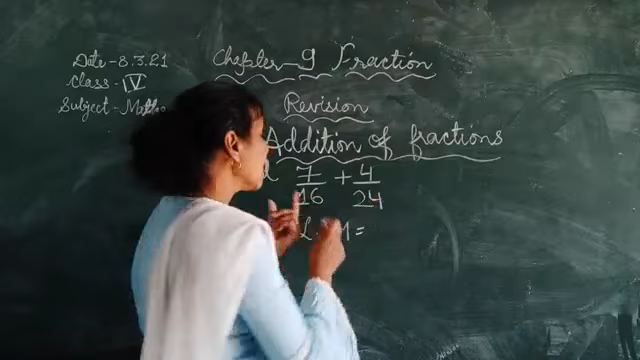 Date - 8.3.21
Class - IV
Subject - Maths
Chapter - 9 Fraction
Revision
Addition of fractions
7/16 + 4/24
L. M =